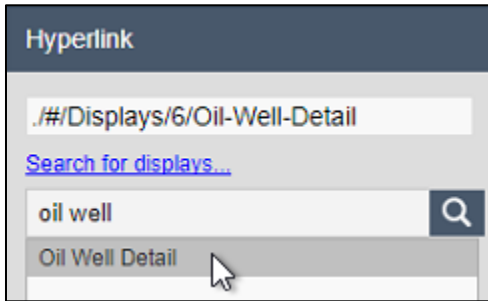 Hyperlink
./#/Displays/6/Oil-Well-Detail
Search for displays...
oil well
Oil Well Detail